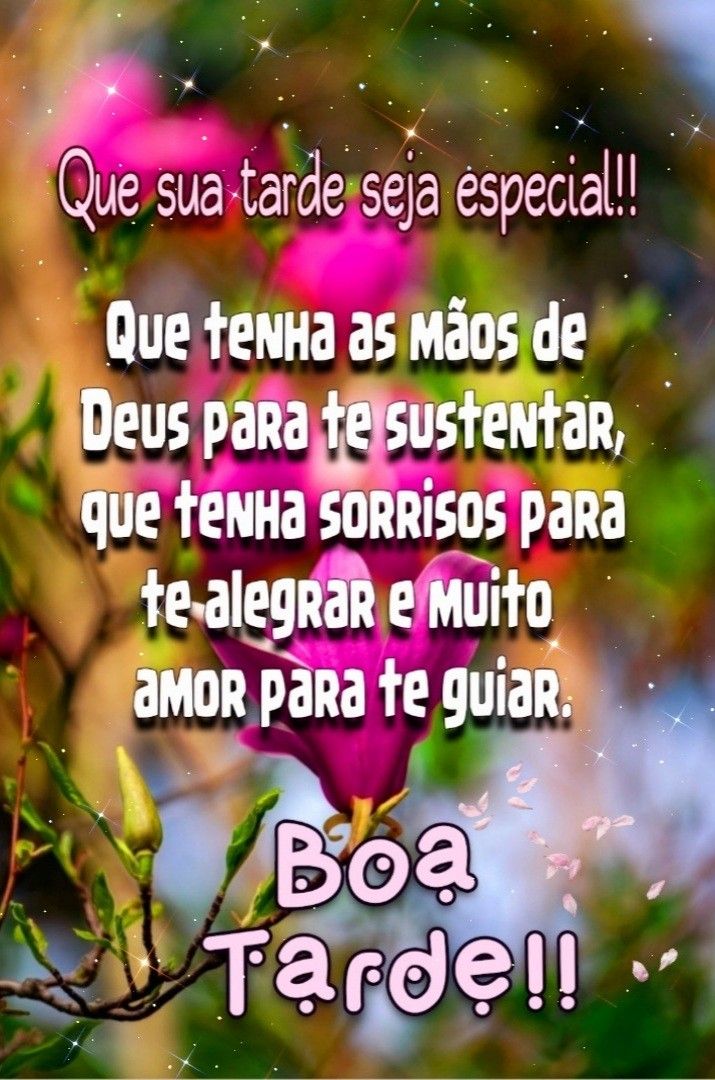 Que sua tarde seja especial!!
Que tenha as mãos de
Deus para te sustentar,
que tenha sorrisos para
te alegrar e muito
amor para te guiar.
Boa
Tarde!!